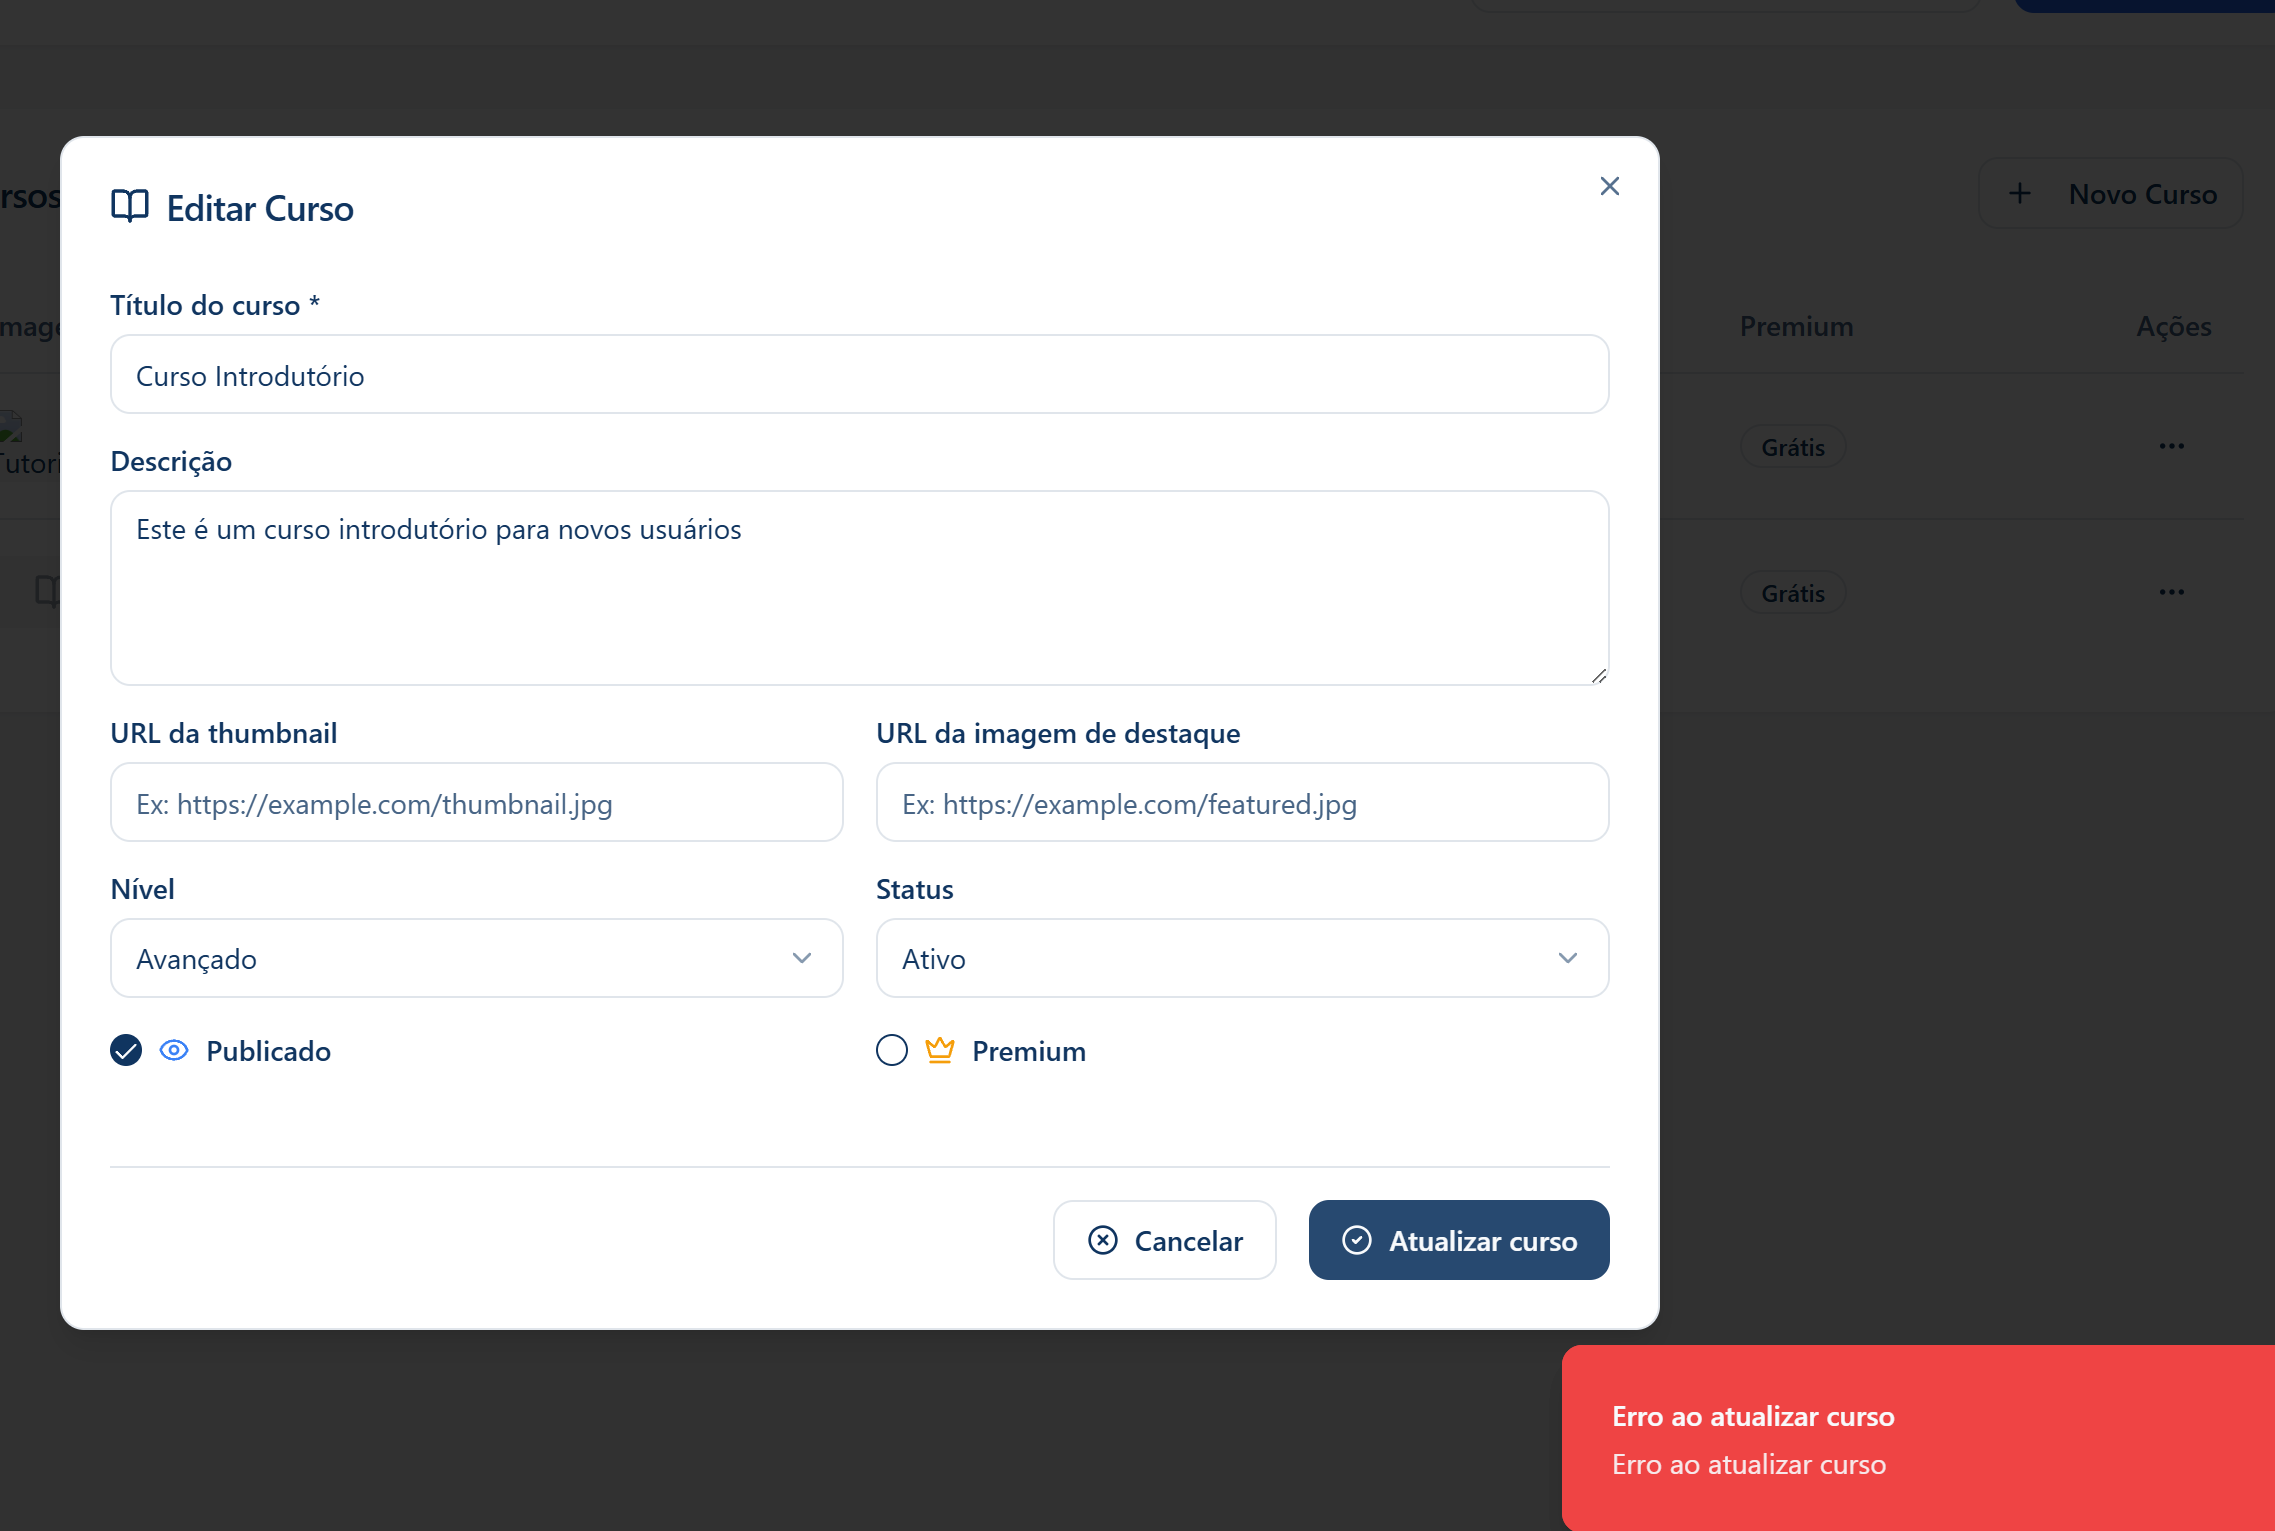 Novo Curso
Editar Curso
Título do curso *
Curso Introdutório
Premium
Ações
Descrição
Grátis
Este é um curso introdutório para novos usuários
Grátis
URL da thumbnail
URL da imagem de destaque
Ex: https://example.com/thumbnail.jpg
Ex: https://example.com/featured.jpg
Nível
Status
Avançado
Ativo
Publicado
Premium
Cancelar
Atualizar curso
Erro ao atualizar curso
Erro ao atualizar curso